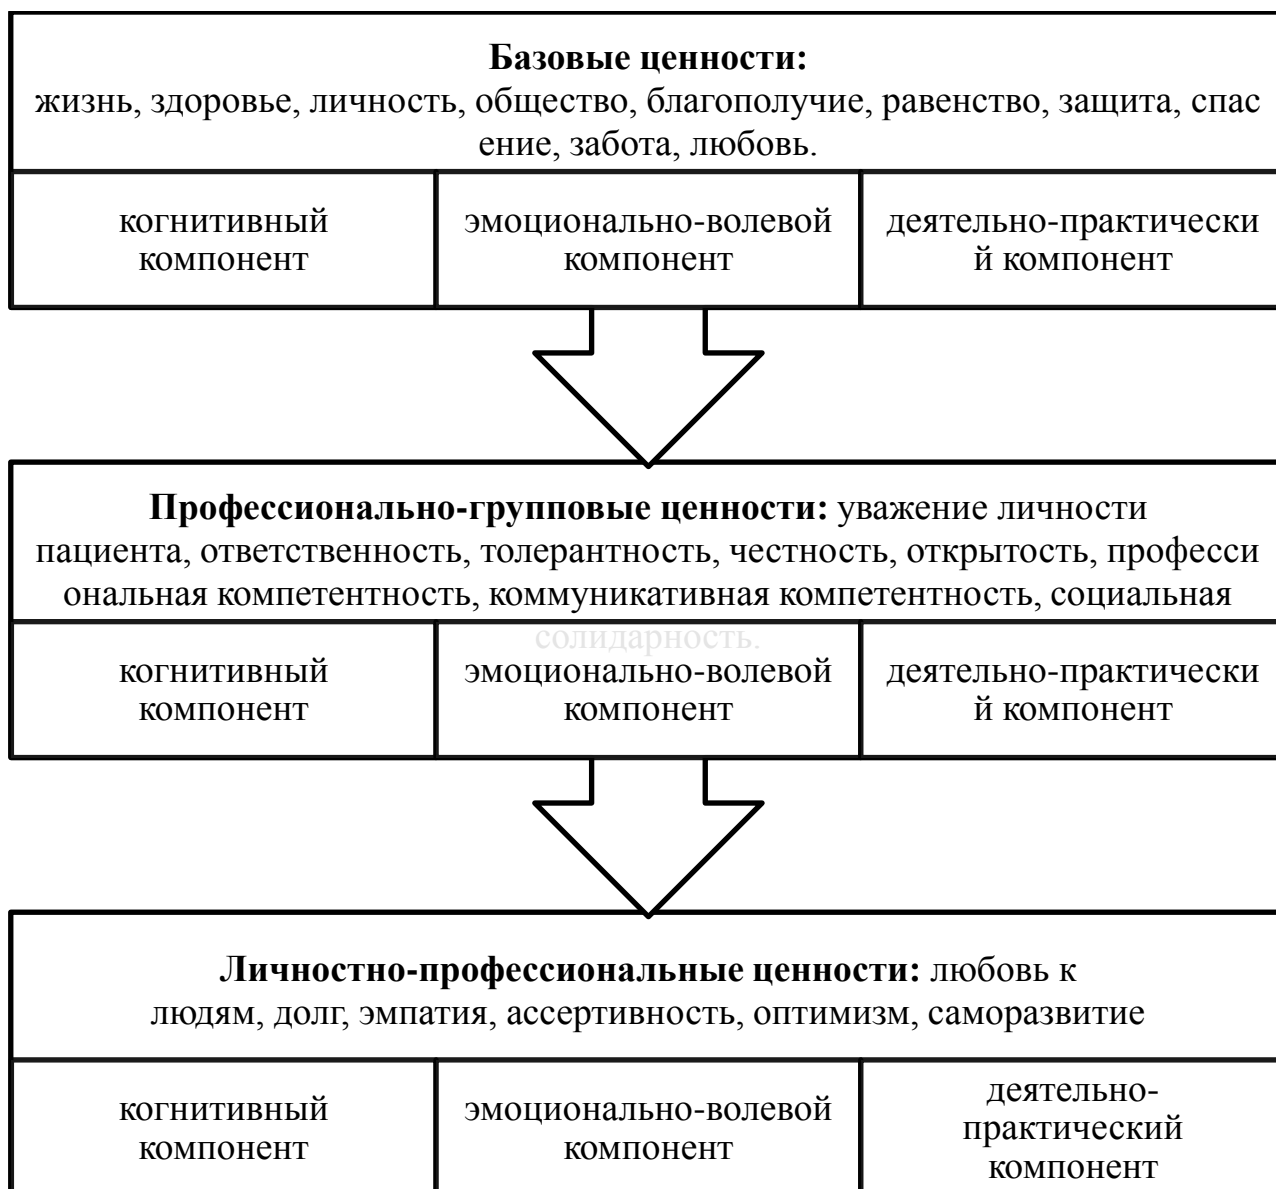 Базовые ценности:
жизнь, здоровье, личность, общество, благополучие, равенство, защита, спас
ение, забота, любовь.
когнитивный
компонент
эмоционально-волевой
компонент
деятельно-практически
й компонент
Профессионально-групповые ценности: уважение личности
пациента, ответственность, толерантность, честность, открытость, професси
ональная компетентность, коммуникативная компетентность, социальная
солидарность.
когнитивный
компонент
эмоционально-волевой
компонент
деятельно-практически
й компонент
Личностно-профессиональные ценности: любовь к
людям, долг, эмпатия, ассертивность, оптимизм, саморазвитие
когнитивный
компонент
эмоционально-волевой
компонент
деятельно-
практический
компонент